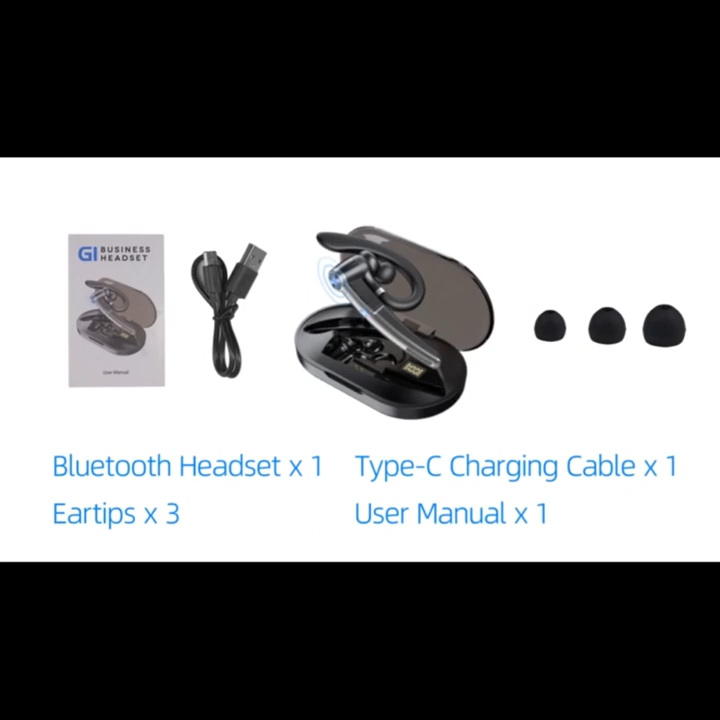 GI BUSINESS
HEADSET
User Manual
Bluetooth Headset x 1
Type-C Charging Cable x 1
Eartips x 3
User Manual x 1